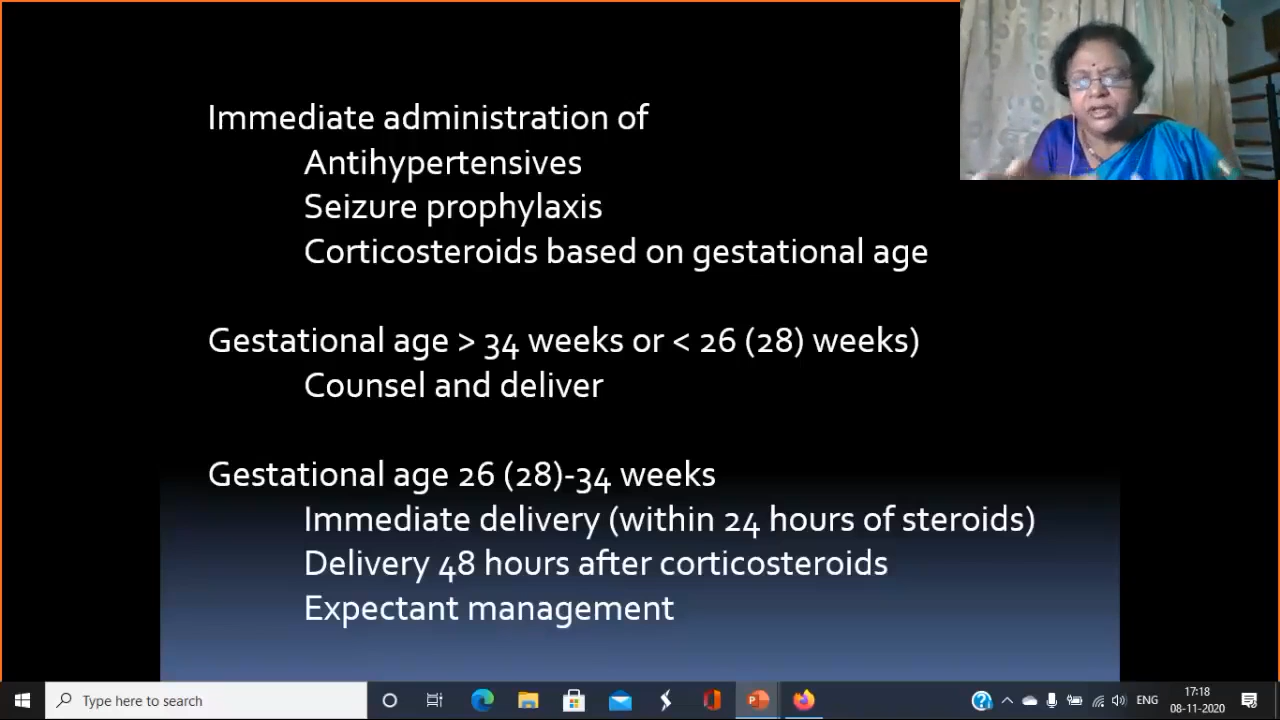 Immediate administration of
Antihypertensives
Seizure prophylaxis
Corticosteroids based on gestational age
Gestational age > 34 weeks or < 26 (28) weeks)
Counsel and deliver
Gestational age 26 (28)-34 weeks
Immediate delivery (within 24 hours of steroids)
Delivery 48 hours after corticosteroids
Expectant management
Type here to search
ENG
17:18
08-11-2020